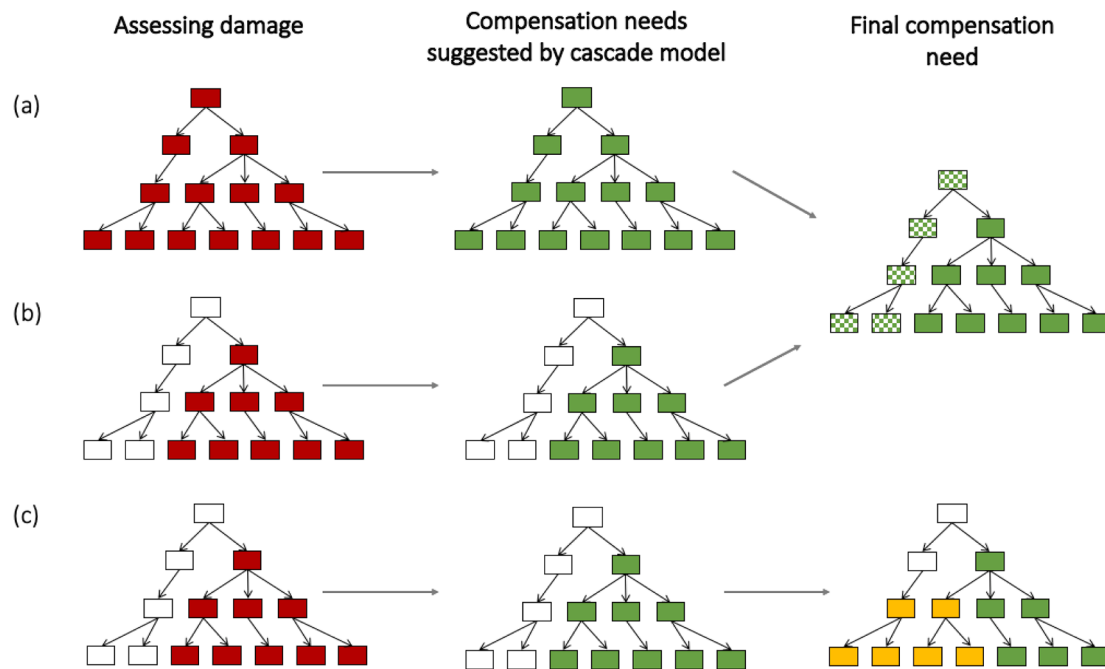 Assessing damage
Compensation needs
suggested by cascade model
Final compensation
need
(a)
(b)
(c)